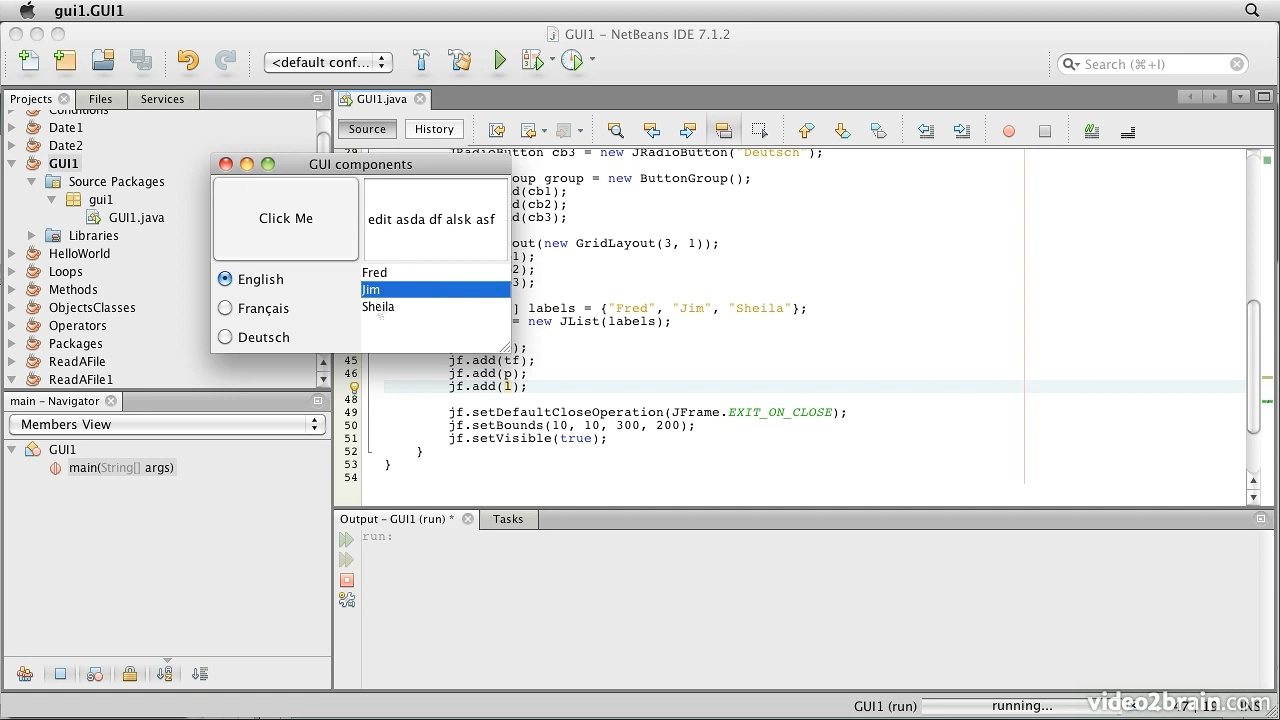 gui1.GUI1
GUI1 - NetBeans IDE 7.1.2
<default conf...
Search (⌘+I)
Projects
Files
Services
GUI1.java
Source
History
Conditions
Date1
Date2
GUI1
Source Packages
gui1
GUI1.java
Libraries
HelloWorld
Loops
Methods
ObjectsClasses
Operators
Packages
ReadAFile
ReadAFile1
GUI components
Click Me
edit asda df alsk asf
English
Français
Deutsch
Fred
Jim
Sheila
29 JRadioButton cb3 = new JRadioButton("Deutsch");
oup group = new ButtonGroup();
d(cb1);
d(cb2);
d(cb3);
out(new GridLayout(3, 1));
1);
2);
3);
] labels = {"Fred", "Jim", "Sheila"};
= new JList(labels);
);
45 jf.add(tf);
46 jf.add(p);
jf.add(l);
48
49 jf.setDefaultCloseOperation(JFrame.EXIT_ON_CLOSE);
50 jf.setBounds(10, 10, 300, 200);
51 jf.setVisible(true);
52 }
53 }
54
main - Navigator
Members View
GUI1
main(String[] args)
Output - GUI1 (run) *
Tasks
run:
GUI1 (run)
running...
INS
video2brain.com